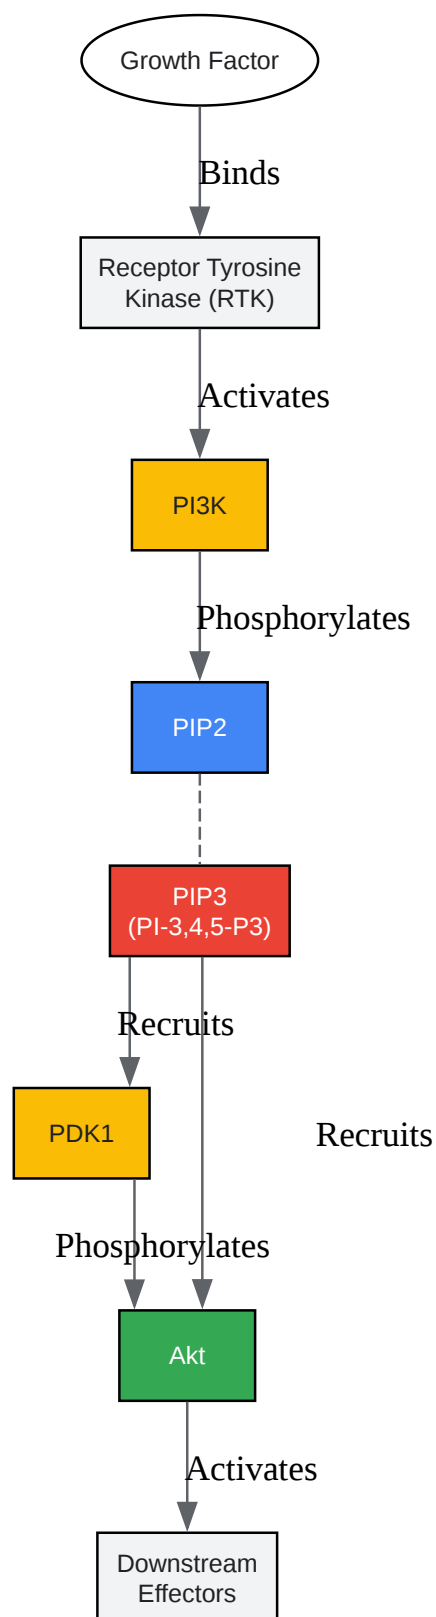 Growth Factor
Binds
Receptor Tyrosine
Kinase (RTK)
Activates
PI3K
Phosphorylates
PIP2
PIP3
(PI-3,4,5-P3)
Recruits
PDK1
Recruits
Phosphorylates
Akt
Activates
Downstream
Effectors